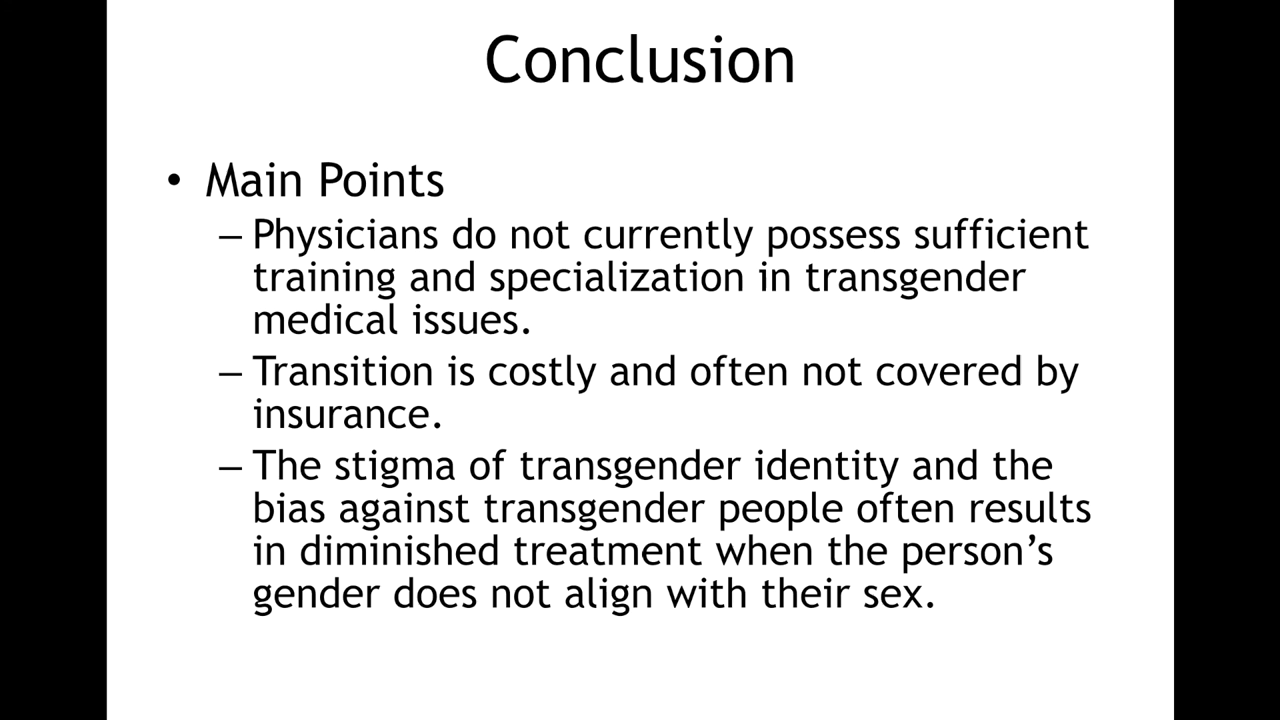 Conclusion
• Main Points
– Physicians do not currently possess sufficient
training and specialization in transgender
medical issues.
– Transition is costly and often not covered by
insurance.
– The stigma of transgender identity and the
bias against transgender people often results
in diminished treatment when the person’s
gender does not align with their sex.